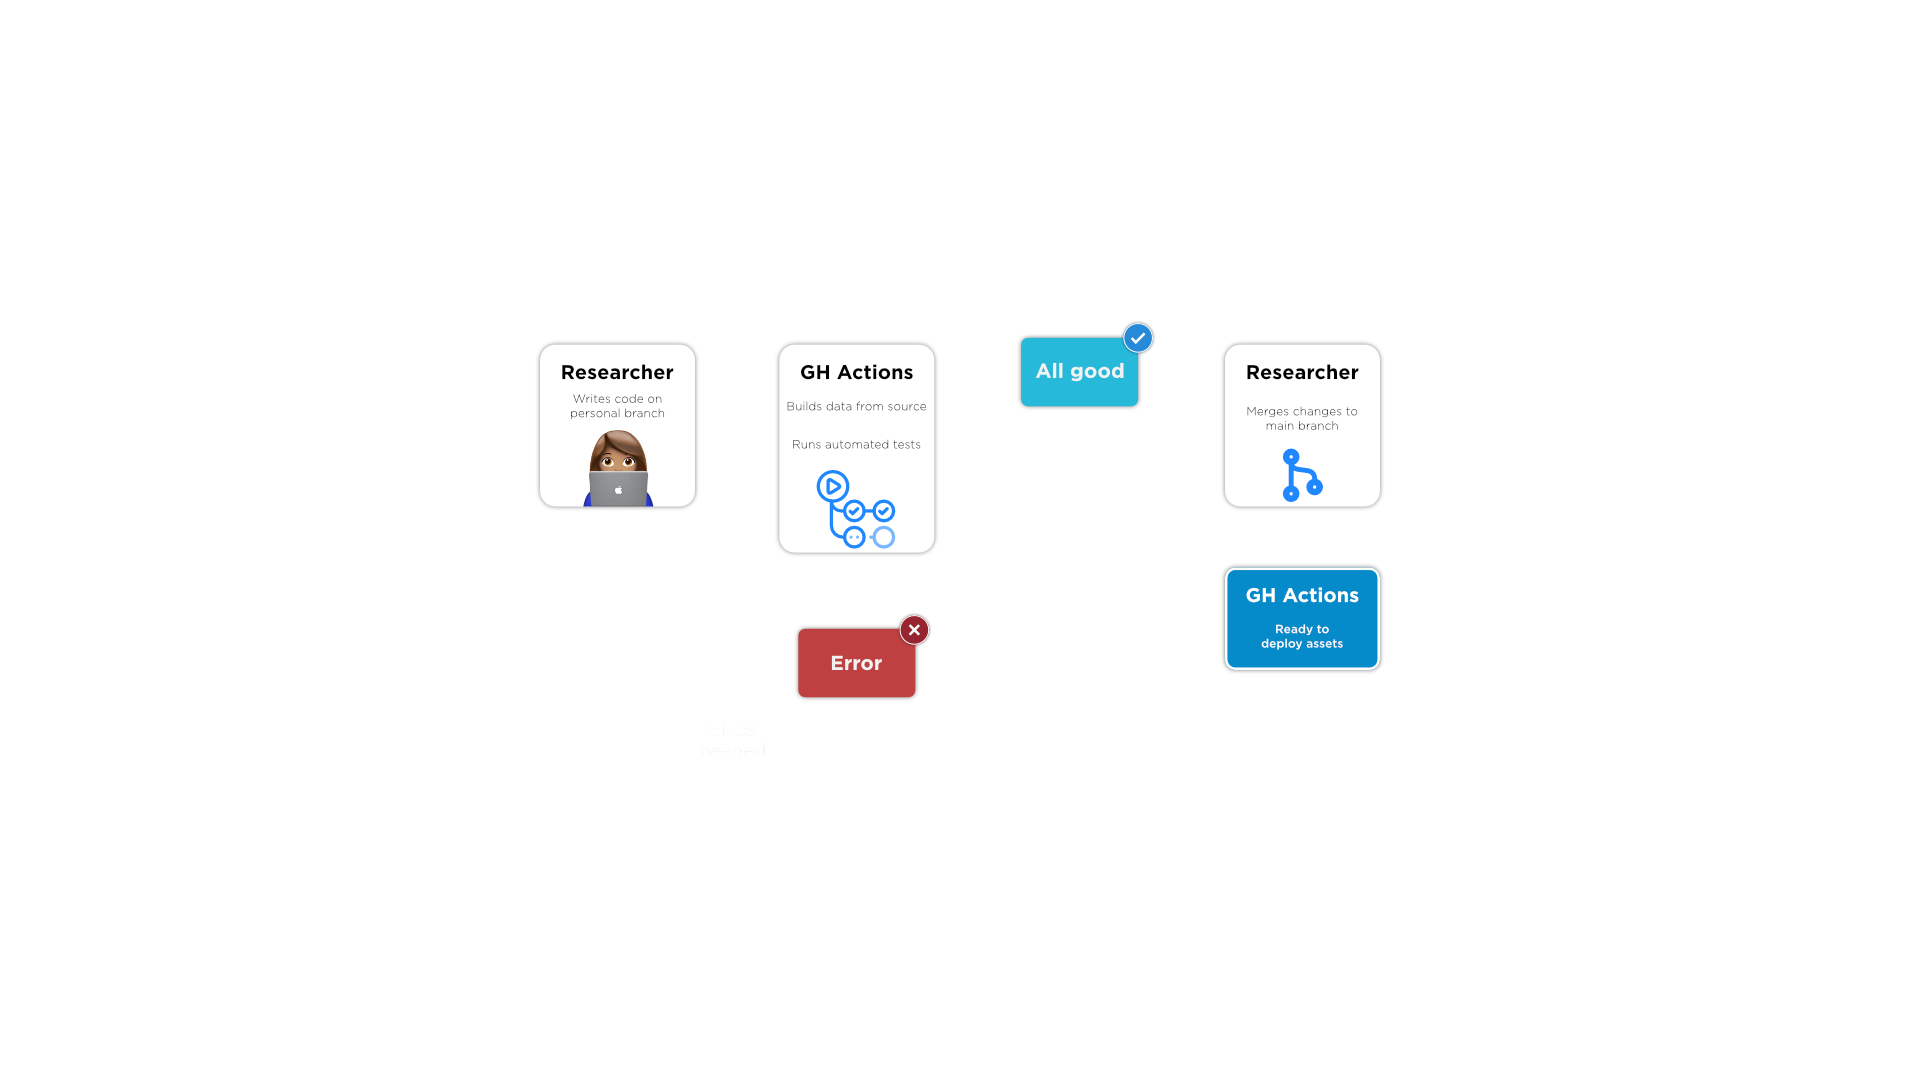 Researcher
Writes code on
personal branch
GH Actions
Builds data from source
Runs automated tests
All good
Researcher
Merges changes to
main branch
GH Actions
Ready to
deploy assets
Error
needed